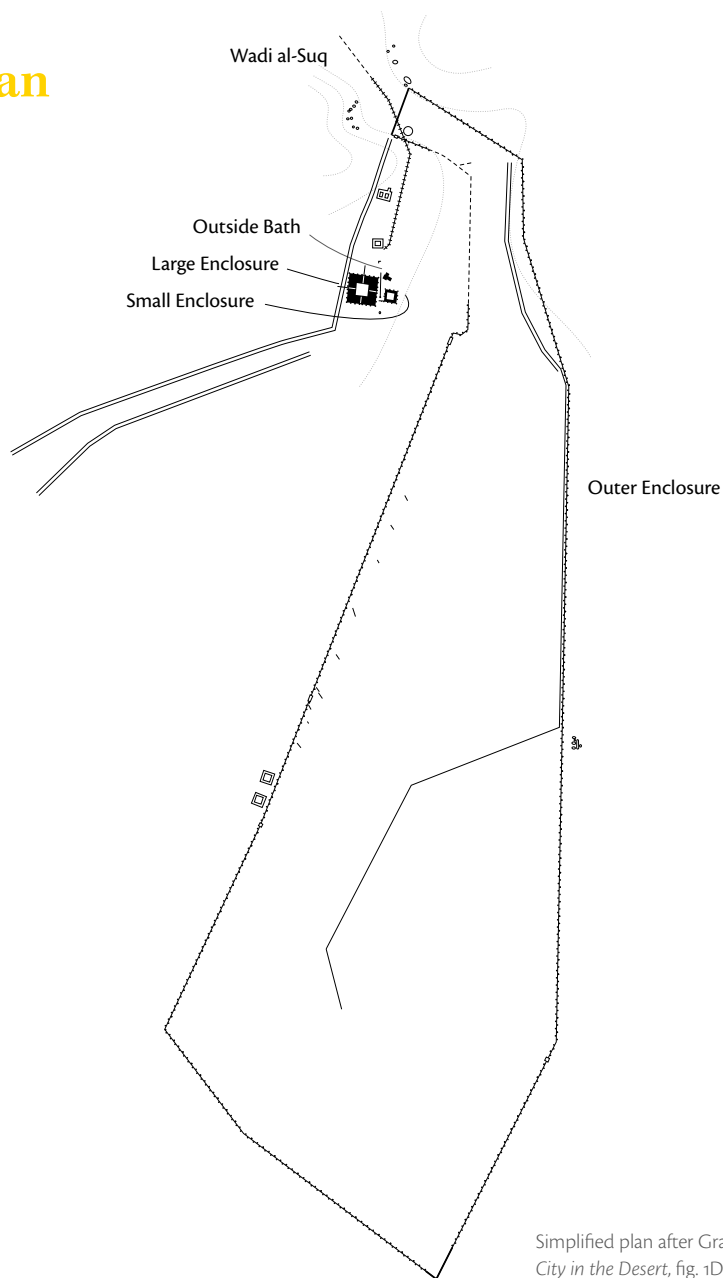 an
Wadi al-Suq
Outside Bath
Large Enclosure
Small Enclosure
Outer Enclosure
Simplified plan after Gra
City in the Desert, fig. 1D